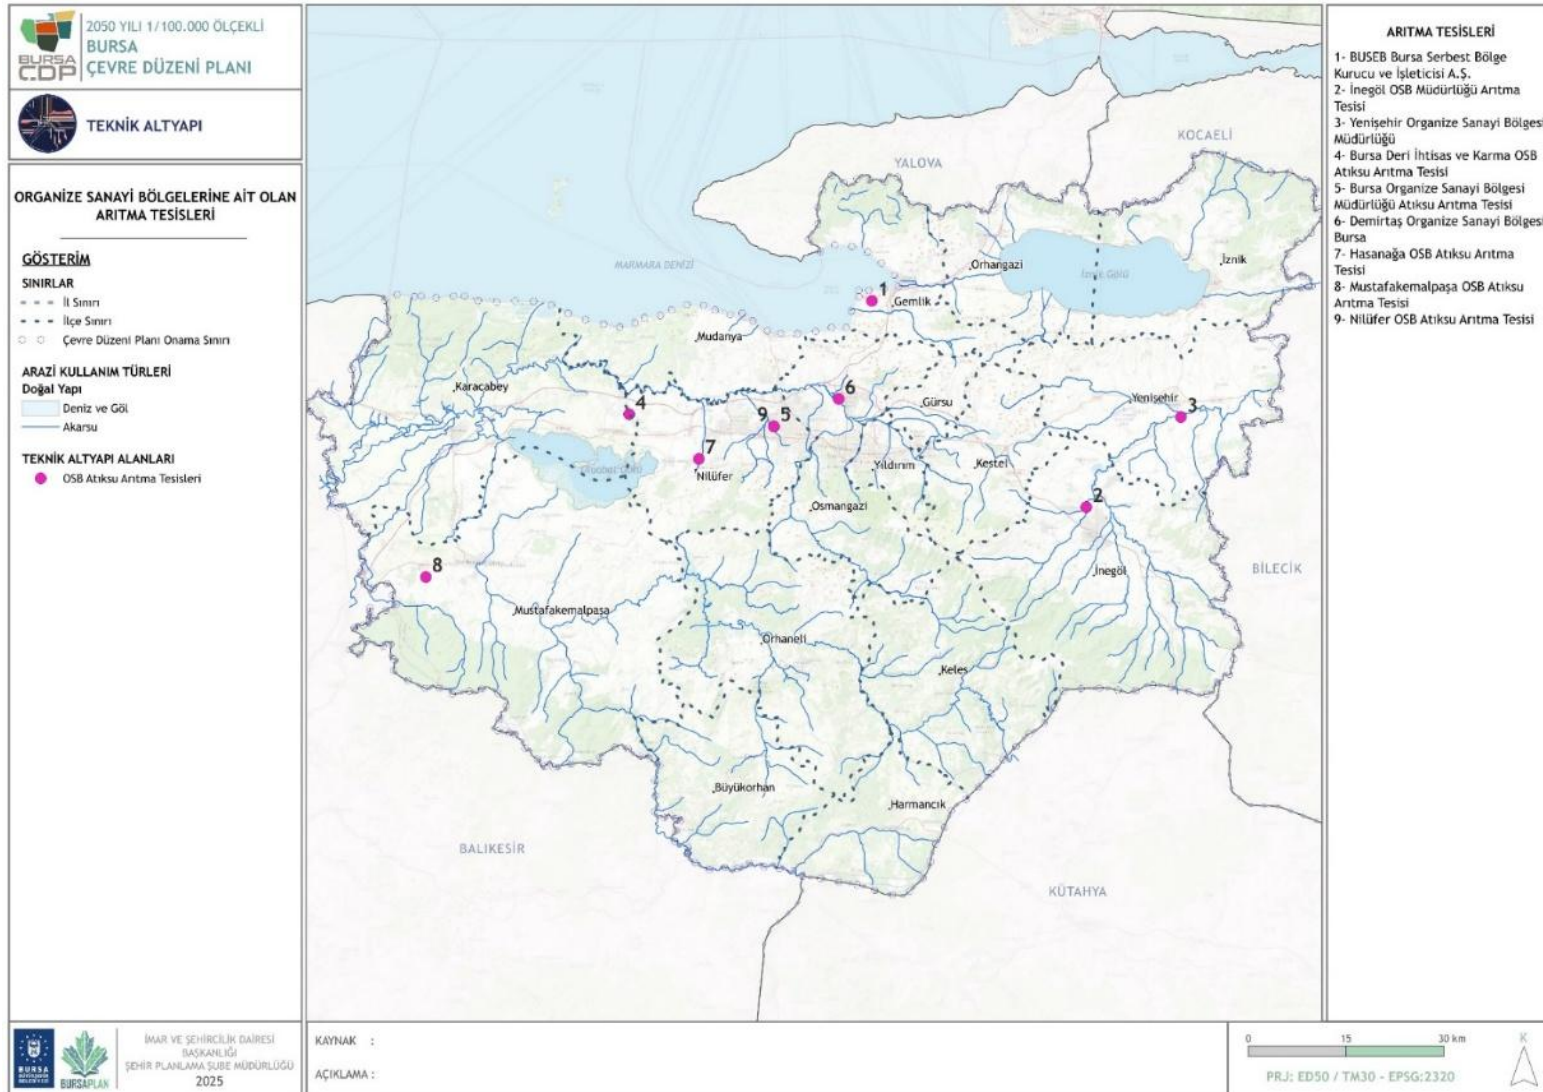 BURSA
ÇDP
2050 YILI 1/100.000 ÖLÇEKLİ
BURSA
ÇEVRE DÜZENİ PLANI
TEKNİK ALTYAPI
ORGANİZE SANAYİ BÖLGELERİNE AİT OLAN
ARITMA TESİSLERİ
GÖSTERİM
SINIRLAR
İl Sınırı
İlçe Sınırı
Çevre Düzeni Planı Onama Sınırı
ARAZİ KULLANIM TÜRLERİ
Doğal Yapı
Deniz ve Göl
Akarsu
TEKNİK ALTYAPI ALANLARI
OSB Atıksu Arıtma Tesisleri
KOCAELİ
YALOVA
MARMARA DENİZİ
Orhangazi
İznik Gölü
İznik
1
Gemlik
Mudanya
Karacabey
6
Gürsu
Yenişehir
3
4
9
5
7
Uluabat Gölü
Nilüfer
Yıldırım
Kestel
2
Osmangazi
8
İnegöl
BİLECİK
Mustafakemalpaşa
Orhaneli
Keles
Büyükorhan
Harmancık
BALIKESİR
KÜTAHYA
ARITMA TESİSLERİ
1- BUSEB Bursa Serbest Bölge
Kurucu ve İşleticisi A.Ş.
2- İnegöl OSB Müdürlüğü Arıtma
Tesisi
3- Yenişehir Organize Sanayi Bölgesi
Müdürlüğü
4- Bursa Deri İhtisas ve Karma OSB
Atıksu Arıtma Tesisi
5- Bursa Organize Sanayi Bölgesi
Müdürlüğü Atıksu Arıtma Tesisi
6- Demirtaş Organize Sanayi Bölgesi
Bursa
7- Hasanağa OSB Atıksu Arıtma
Tesisi
8- Mustafakemalpaşa OSB Atıksu
Arıtma Tesisi
9- Nilüfer OSB Atıksu Arıtma Tesisi
BURSA
BÜYÜKŞEHİR
BELEDİYESİ
BURSAPLAN
İMAR VE ŞEHİRCİLİK DAİRESİ
BAŞKANLIĞI
ŞEHİR PLANLAMA ŞUBE MÜDÜRLÜĞÜ
2025
KAYNAK :
AÇIKLAMA :
0 15 30 km
PRJ: ED50 / TM30 - EPSG:2320
K